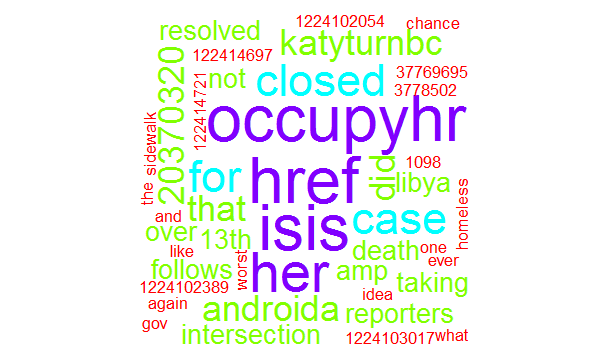 1224102054
chance
resolved
katyturnbc
122414697
not
closed
37769695
3778502
20370320
122414721
occupyhr
the
sidewalk
for
href
did
1098
libya
homeless
that
isis
case
and
over
13th
like
death
one
ever
follows
worst
her
amp
taking
1224102389
idea
again
androida
reporters
gov
intersection
1224103017
what